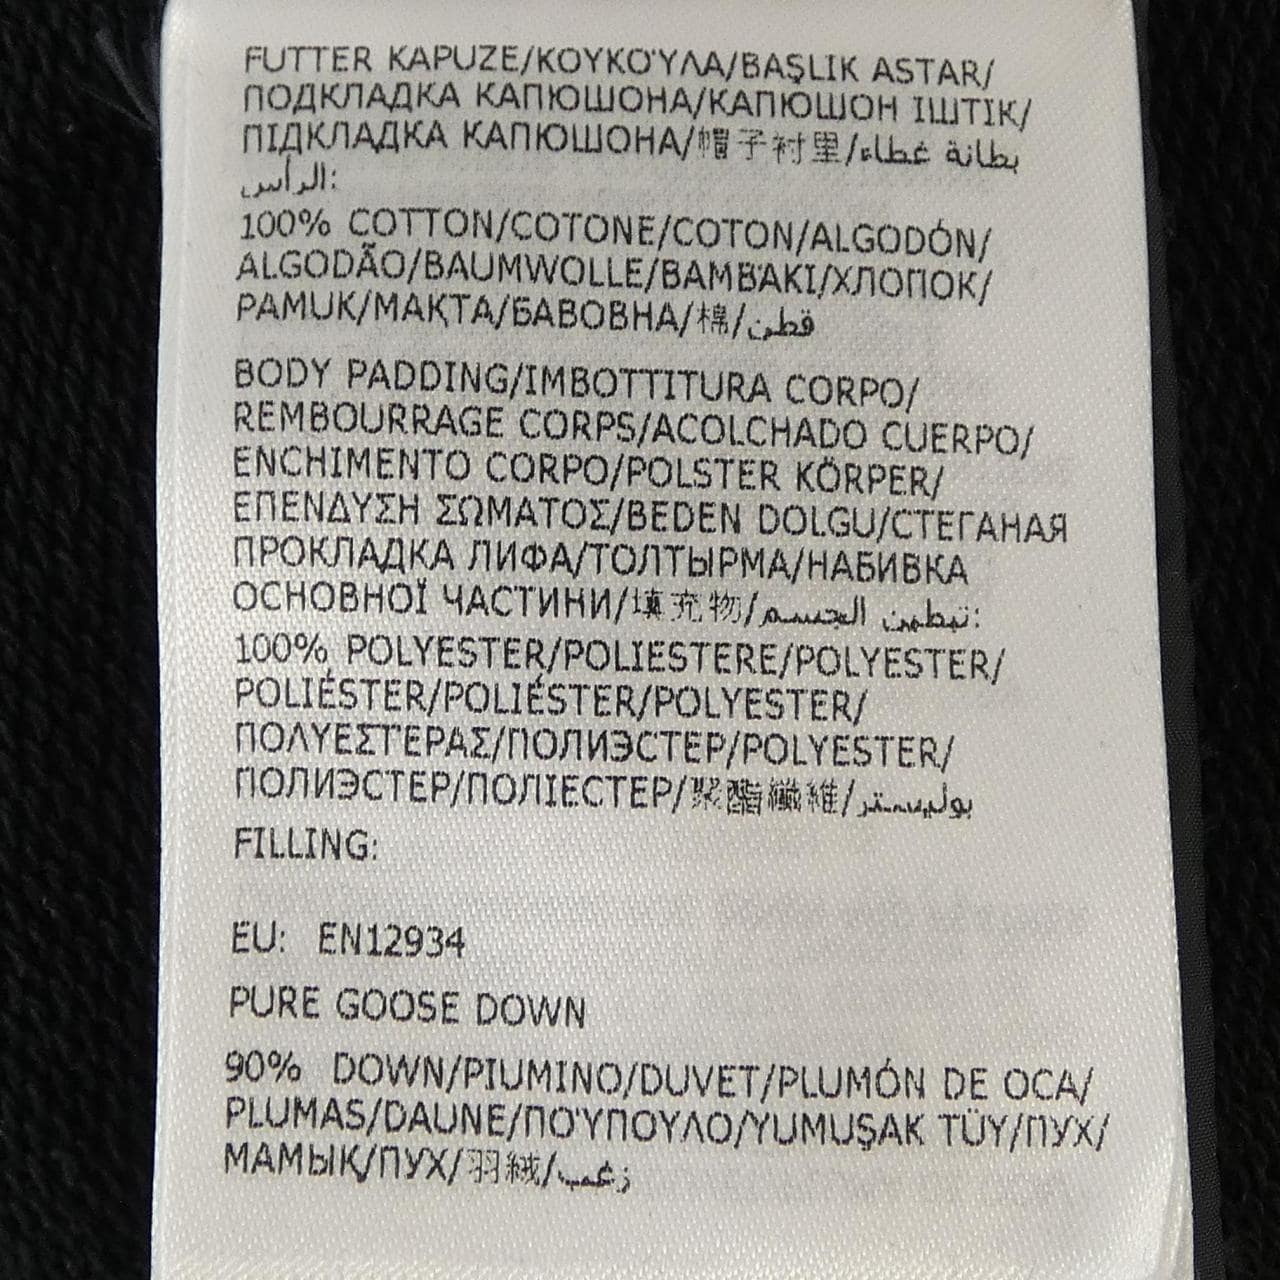 FUTTER KAPUZE/ΚΟΥΚΟΎΛΑ/BAŞLIK ASTAR/
ПОДКЛАДКА КАПЮШОНА/КАПЮШОН ІШТІК/
ПІДКЛАДКА КАПЮШОНА/帽子衬里/بطانة غطاء
الرأس:
100% COTTON/COTONE/COTON/ALGODÓN/
ALGODÃO/BAUMWOLLE/ΒΑΜΒΆΚΙ/ХЛОПОК/
PAMUK/МАҚТА/БАВОВНА/棉/قطن
BODY PADDING/IMBOTTITURA CORPO/
REMBOURRAGE CORPS/ACOLCHADO CUERPO/
ENCHIMENTO CORPO/POLSTER KÖRPER/
ΕΠΕΝΔΥΣΗ ΣΩΜΑΤΟΣ/BEDEN DOLGU/СТЕГАНАЯ
ПРОКЛАДКА ЛИФА/ТОЛТЫРМА/НАБИВКА
ОСНОВНОЇ ЧАСТИНИ/填充物/تبطين الجسم:
100% POLYESTER/POLIESTERE/POLYESTER/
POLIÉSTER/POLIÉSTER/POLYESTER/
ΠΟΛΥΕΣΤΕΡΑΣ/ПОЛИЭСТЕР/POLYESTER/
ПОЛИЭСТЕР/ПОЛІЕСТЕР/聚酯纖維/بوليستر
FILLING:
EU: EN12934
PURE GOOSE DOWN
90% DOWN/PIUMINO/DUVET/PLUMÓN DE OCA/
PLUMAS/DAUNE/ΠΟΎΠΟΥΛΟ/YUMUŞAK TÜY/ПУХ/
МАМЫҚ/ПУХ/羽絨/زغب